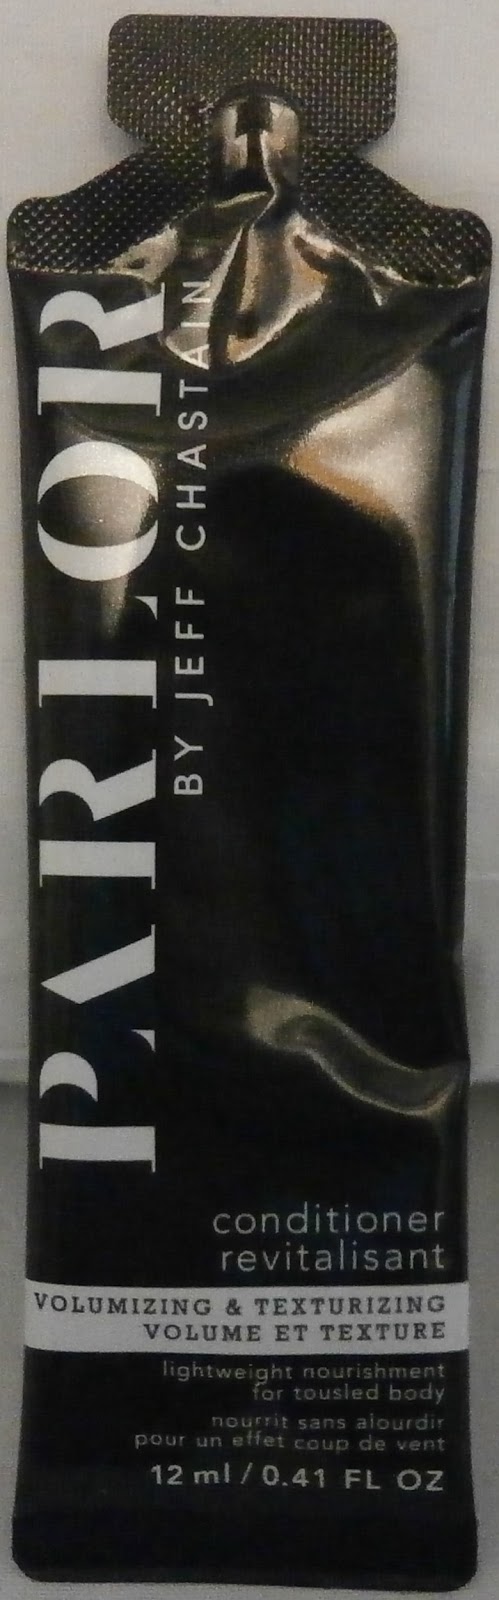 PARLOR
BY JEFF CHASTAIN
conditioner
revitalisant
VOLUMIZING & TEXTURIZING
VOLUME ET TEXTURE
lightweight nourishment
for tousled body
nourrit sans alourdir
pour un effet coup de vent
12 ml / 0.41 FL OZ